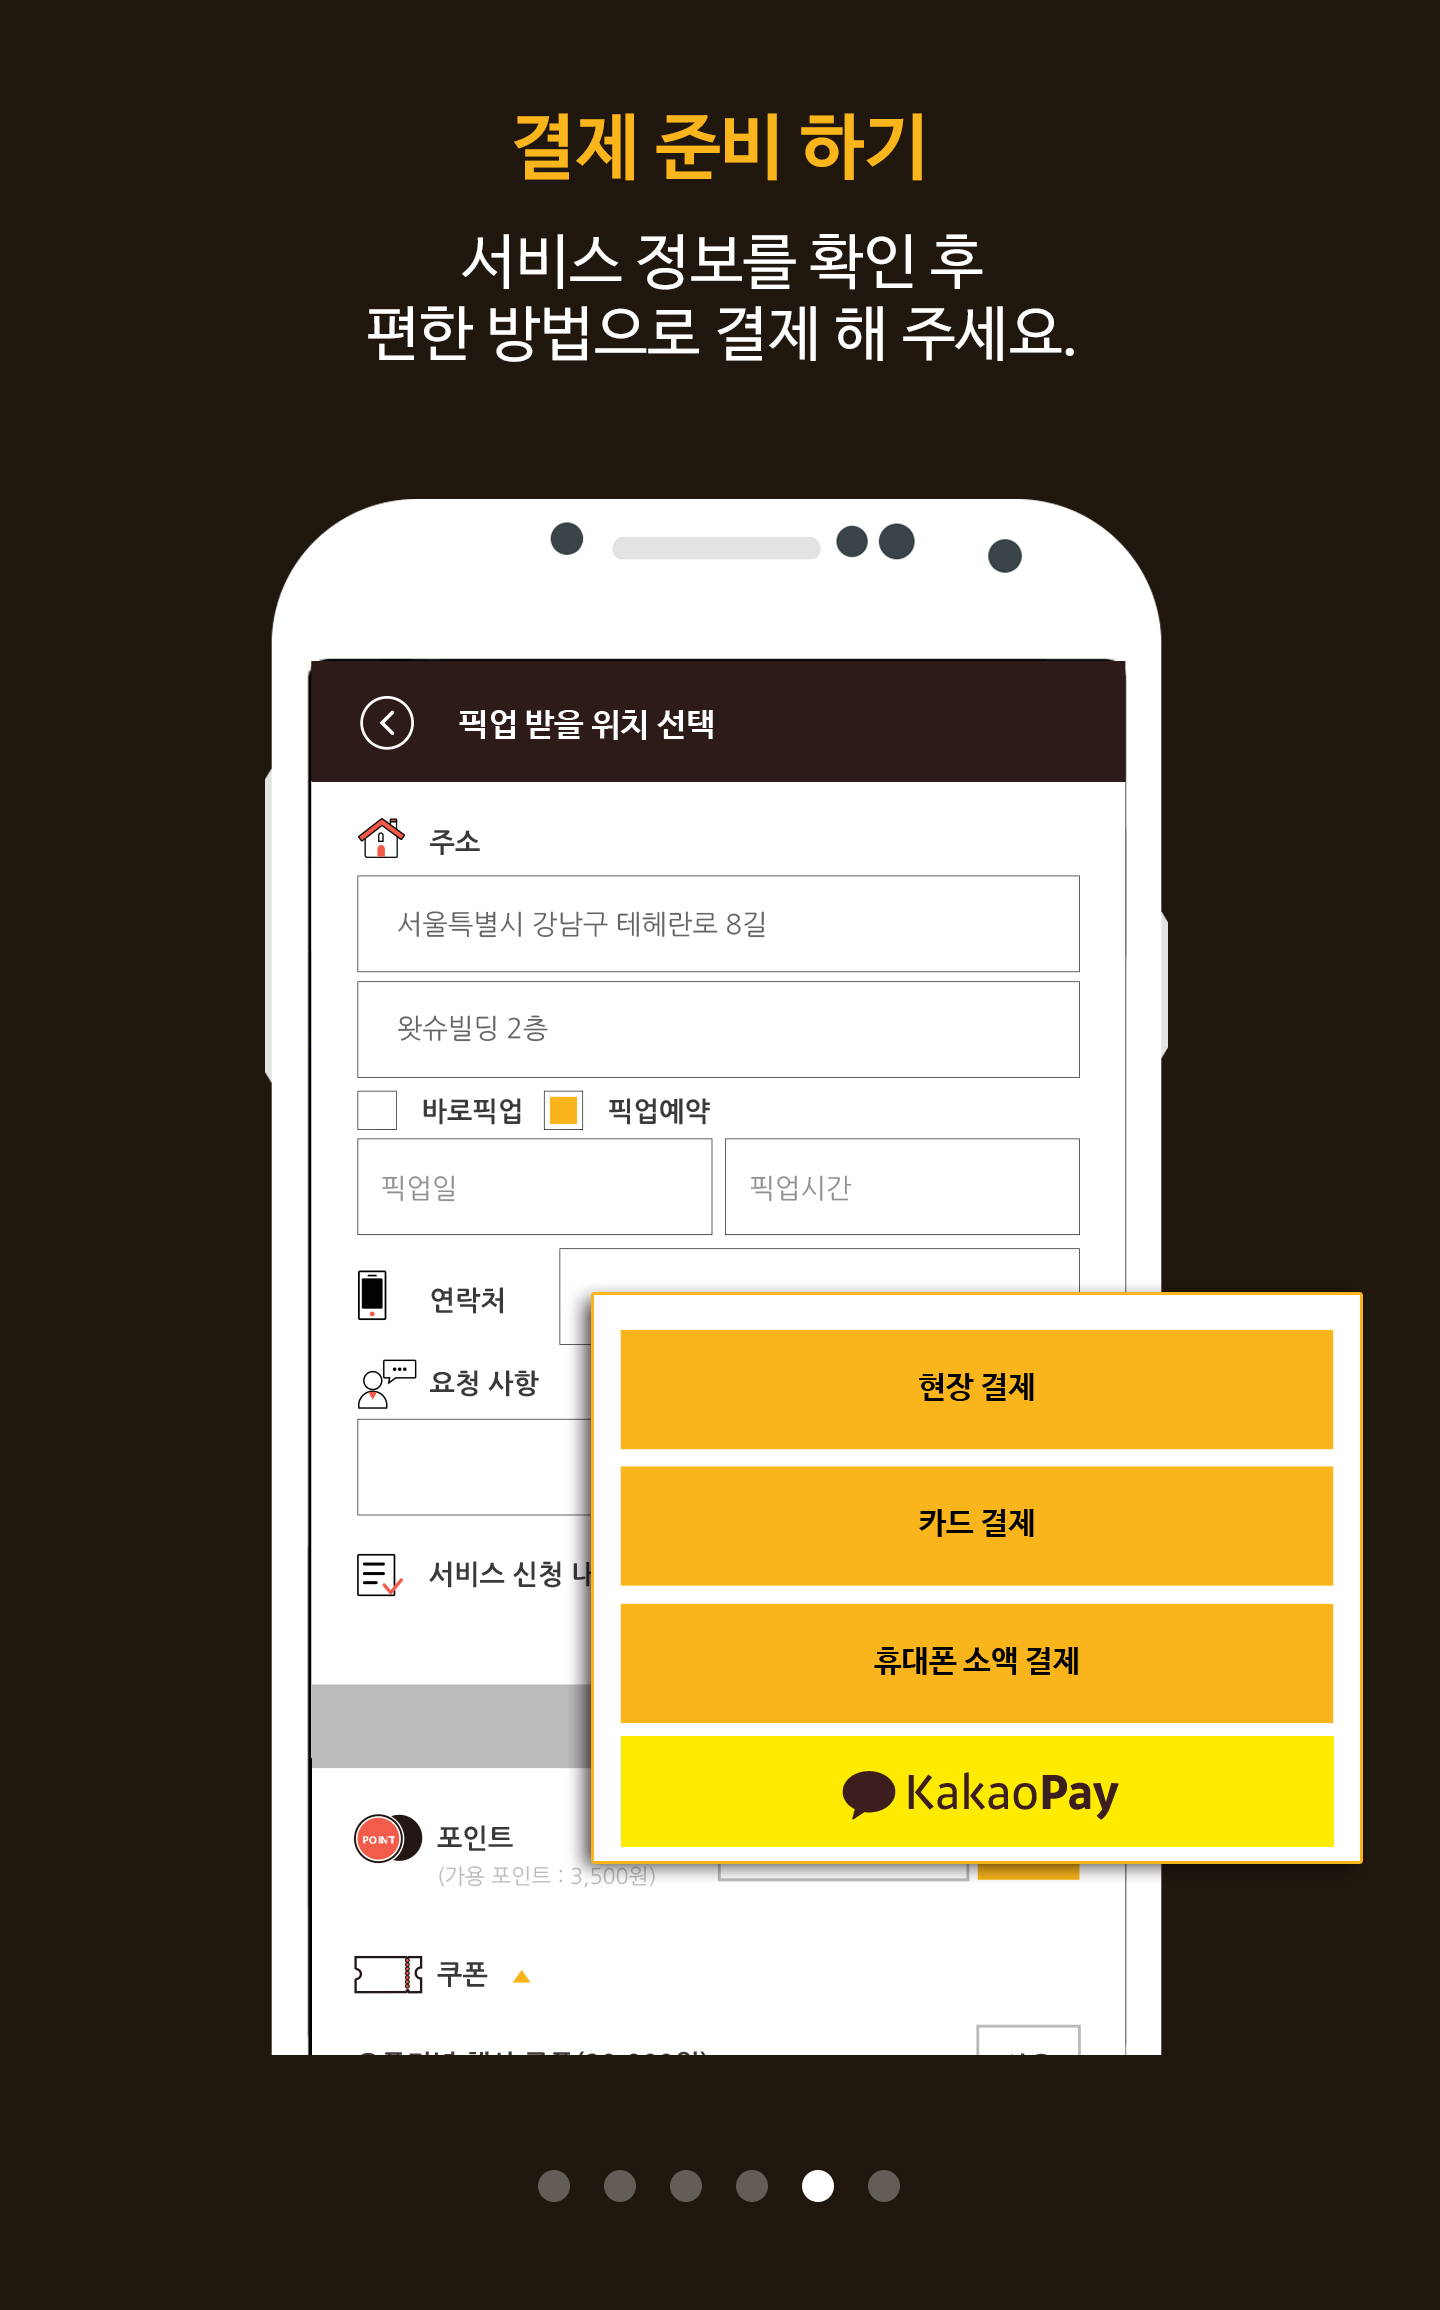 결제 준비 하기
서비스 정보를 확인 후
편한 방법으로 결제 해 주세요.
픽업 받을 위치 선택
주소
서울특별시 강남구 테헤란로 8길
왓슈빌딩 2층
바로픽업 픽업예약
픽업일 픽업시간
연락처
요청 사항
서비스 신청
현장 결제
카드 결제
휴대폰 소액 결제
KakaoPay
POINT 포인트
(가용 포인트 : 3,500원)
쿠폰